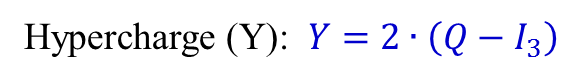 Hypercharge (Y): Y = 2 · (Q − I₃)